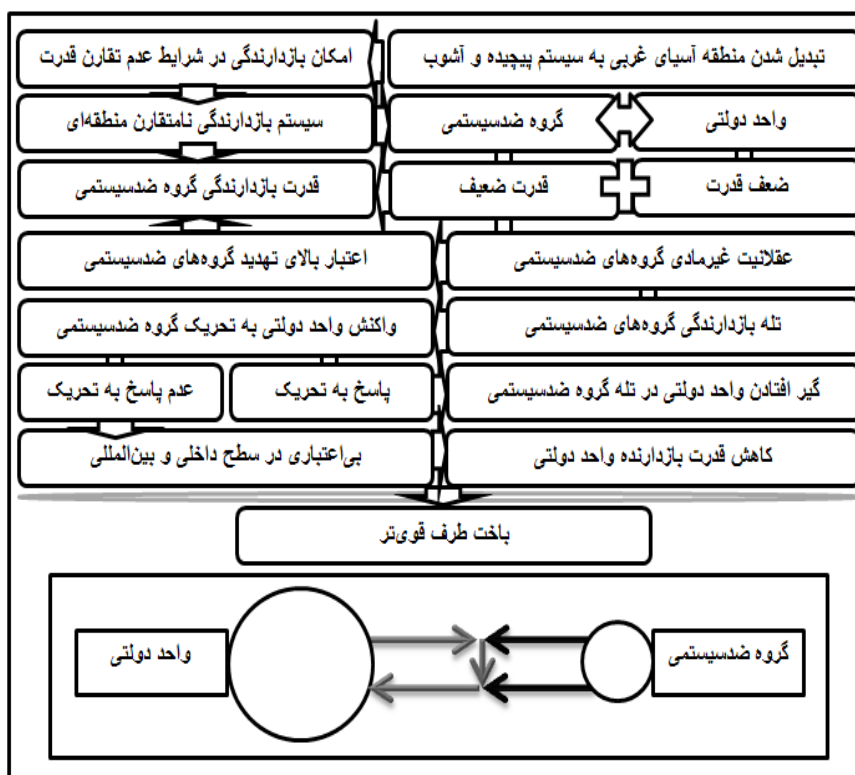 تبدیل شدن منطقه آسیای غربی به سیستم پیچیده و آشوب
امکان بازدارندگی در شرایط عدم تقارن قدرت
واحد دولتی
گروه ضدسیستمی
سیستم بازدارندگی نامتقارن منطقه‌ای
ضعف قدرت
قدرت ضعیف
قدرت بازدارندگی گروه ضدسیستمی
عقلانیت غیرمادی گروه‌های ضدسیستمی
اعتبار بالای تهدید گروه‌های ضدسیستمی
تله بازدارندگی گروه‌های ضدسیستمی
واکنش واحد دولتی به تحریک گروه ضدسیستمی
گیر افتادن واحد دولتی در تله گروه ضدسیستمی
پاسخ به تحریک
عدم پاسخ به تحریک
کاهش قدرت بازدارنده واحد دولتی
بی‌اعتباری در سطح داخلی و بین‌المللی
باخت طرف قوی‌تر
گروه ضدسیستمی
واحد دولتی